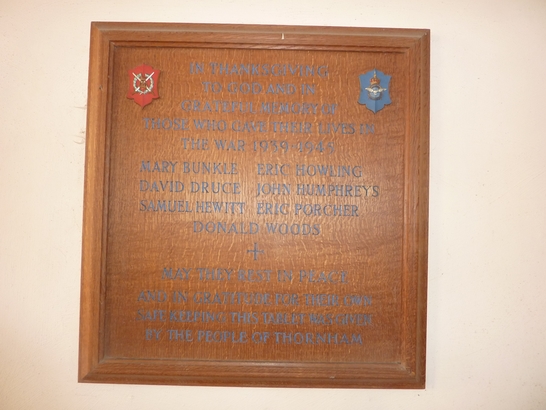 IN THANKSGIVING
TO GOD AND IN
GRATEFUL MEMORY OF
THOSE WHO GAVE THEIR LIVES IN
THE WAR 1939-1945
MARY BUNKLE ERIC HOWLING
DAVID DRUCE JOHN HUMPHREYS
SAMUEL HEWITT ERIC PORCHER
DONALD WOODS
MAY THEY REST IN PEACE
AND IN GRATITUDE FOR THEIR OWN
SAFE KEEPING THIS TABLET WAS GIVEN
BY THE PEOPLE OF THORNHAM